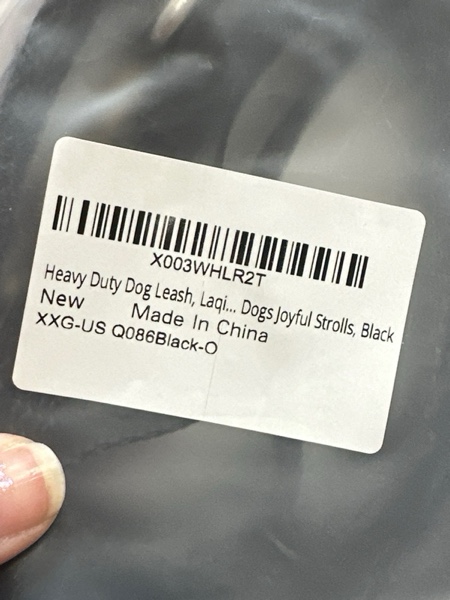 X003WHLR2T
Heavy Duty Dog Leash, Laqi... Dogs Joyful Strolls, Black
New Made In China
XXG-US Q086Black-O